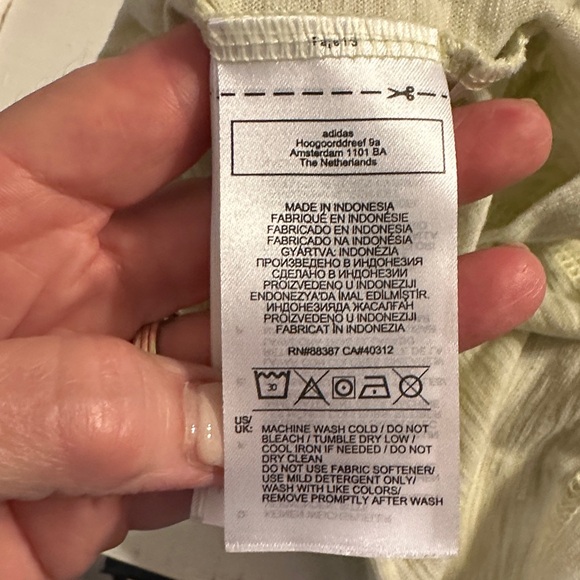 adidas
Hoogoorddreef 9a
Amsterdam 1101 BA
The Netherlands
MADE IN INDONESIA
FABRIQUÉ EN INDONÉSIE
FABRICADO EN INDONESIA
FABRICADO NA INDONÉSIA
GYÁRTVA: INDONÉZIA
ПРОИЗВЕДЕНО В ИНДОНЕЗИЯ
СДЕЛАНО В ИНДОНЕЗИИ
PROIZVEDENO U INDONEZIJI
ENDONEZYA'DA İMAL EDİLMİŞTİR.
ИНДОНЕЗИЯДА ЖАСАЛҒАН
PROIZVEDENO U INDONEZIJI
FABRICAT ÎN INDONEZIA
RN#88387 CA#40312
30
US/
UK: MACHINE WASH COLD / DO NOT
BLEACH / TUMBLE DRY LOW /
COOL IRON IF NEEDED / DO NOT
DRY CLEAN
DO NOT USE FABRIC SOFTENER/
USE MILD DETERGENT ONLY/
WASH WITH LIKE COLORS/
REMOVE PROMPTLY AFTER WASH